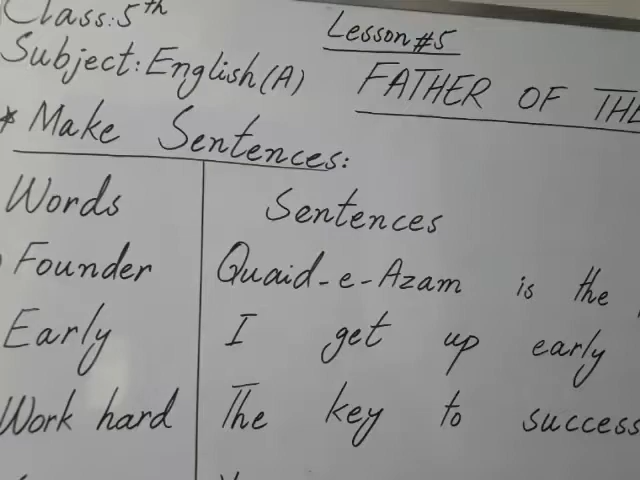 Class: 5th
Lesson #5
Subject: English (A)
FATHER OF THE
* Make Sentences:
Words Sentences
Founder Quaid-e-Azam is the
Early I get up early
Work hard The key to success